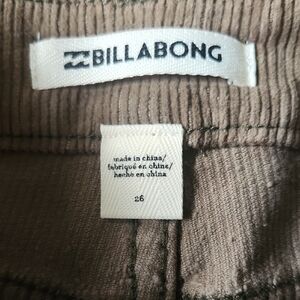 BILLABONG
made in china/
fabriqué en chine/
hecho en china
26